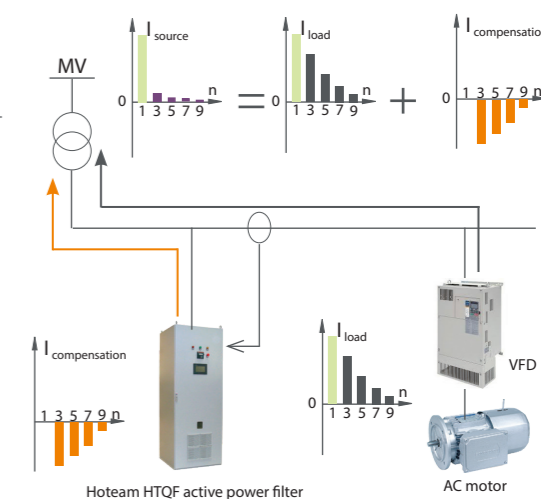 I source
0
1 3 5 7 9 n
=
I load
0
1 3 5 7 9 n
+
I compensatio
0
1 3 5 7 9 n
MV
I compensation
0
1 3 5 7 9 n
I load
0
1 3 5 7 9 n
VFD
AC motor
Hoteam HTQF active power filter